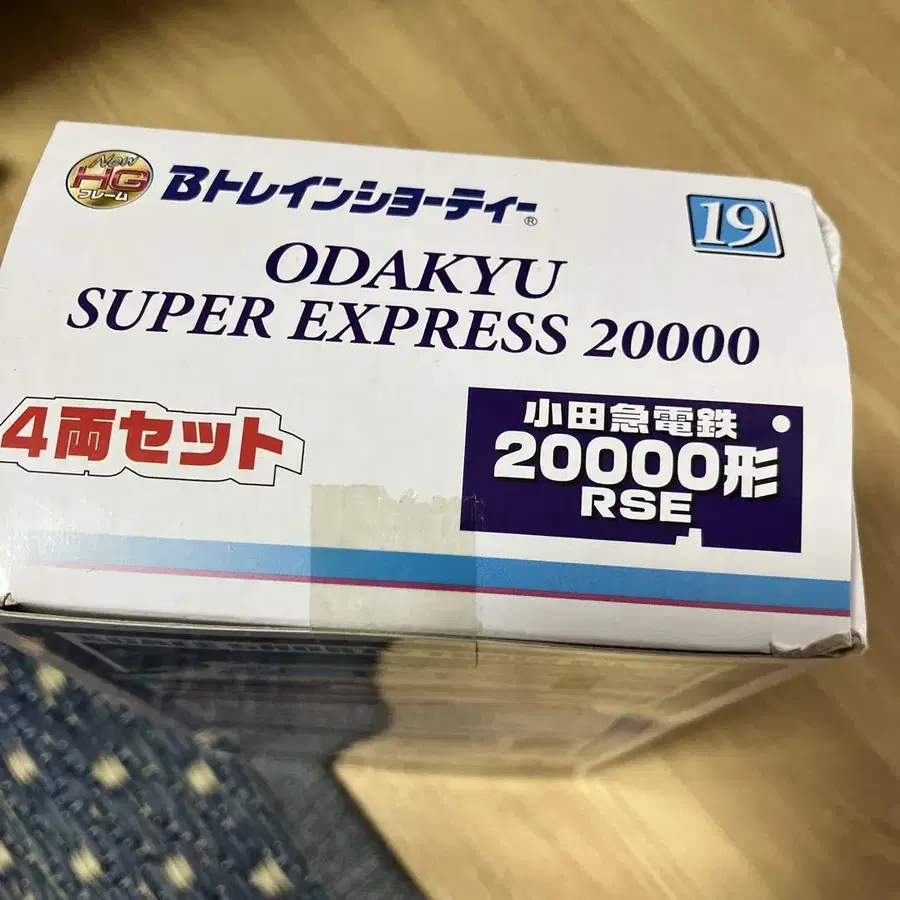 New
HG
フレーム
Bトレインショーティー®
19
ODAKYU
SUPER EXPRESS 20000
4両セット
小田急電鉄
20000形
RSE